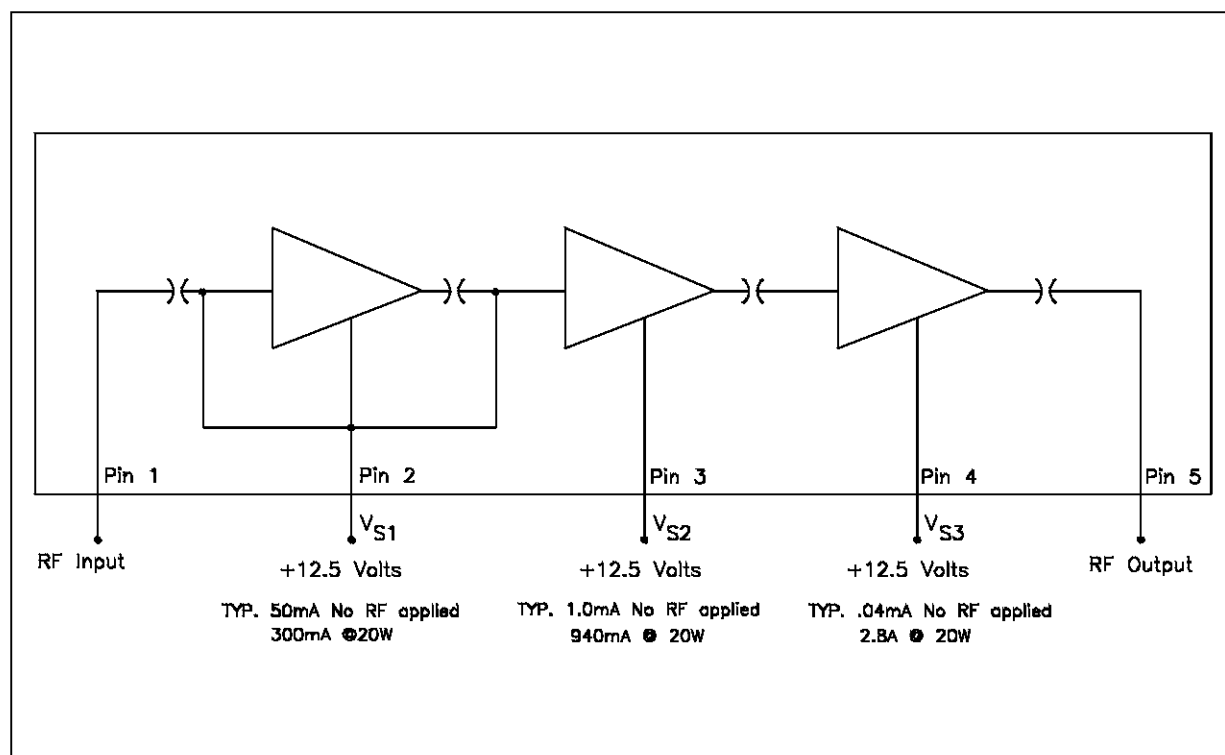 Pin 1
Pin 2
Pin 3
Pin 4
Pin 5
RF Input
VS1
+12.5 Volts
TYP. 50mA No RF applied
300mA @20W
VS2
+12.5 Volts
TYP. 1.0mA No RF applied
940mA @ 20W
VS3
+12.5 Volts
TYP. .04mA No RF applied
2.8A @ 20W
RF Output